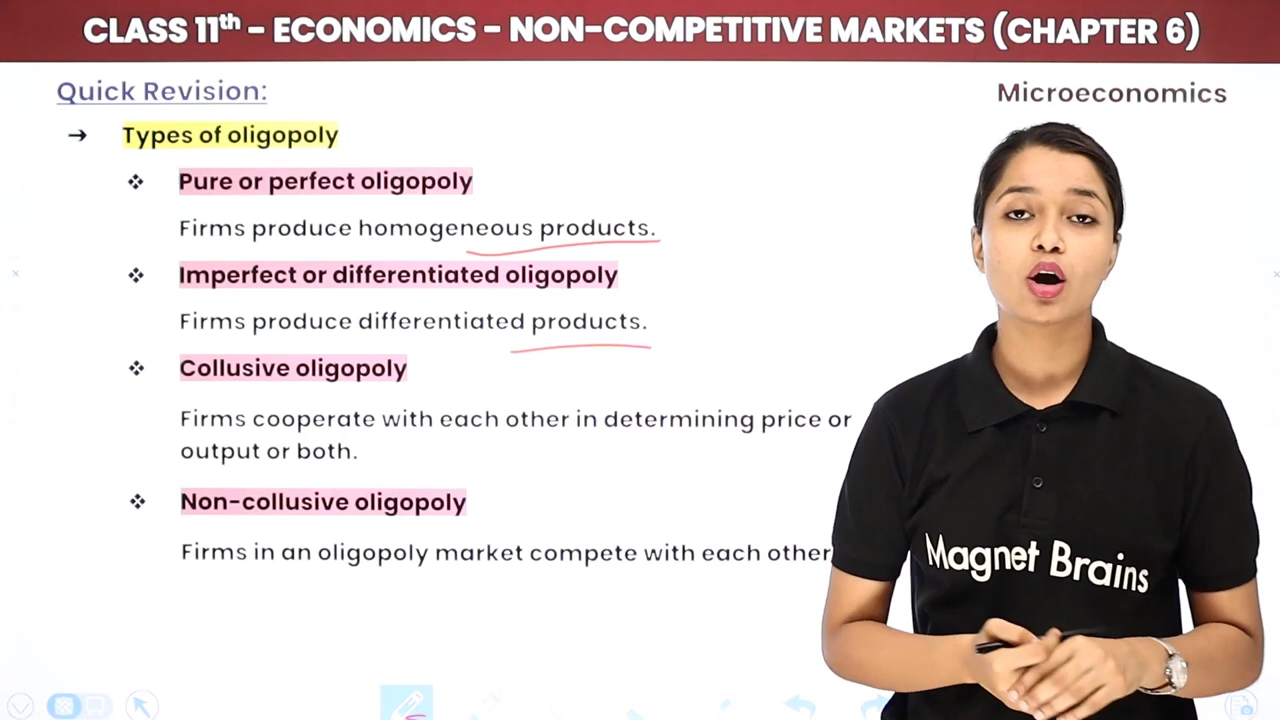 CLASS 11th - ECONOMICS - NON-COMPETITIVE MARKETS (CHAPTER 6)
Quick Revision:
Microeconomics
→ Types of oligopoly
❖ Pure or perfect oligopoly
Firms produce homogeneous products.
❖ Imperfect or differentiated oligopoly
Firms produce differentiated products.
❖ Collusive oligopoly
Firms cooperate with each other in determining price or
output or both.
❖ Non-collusive oligopoly
Firms in an oligopoly market compete with each other
Magnet Brains